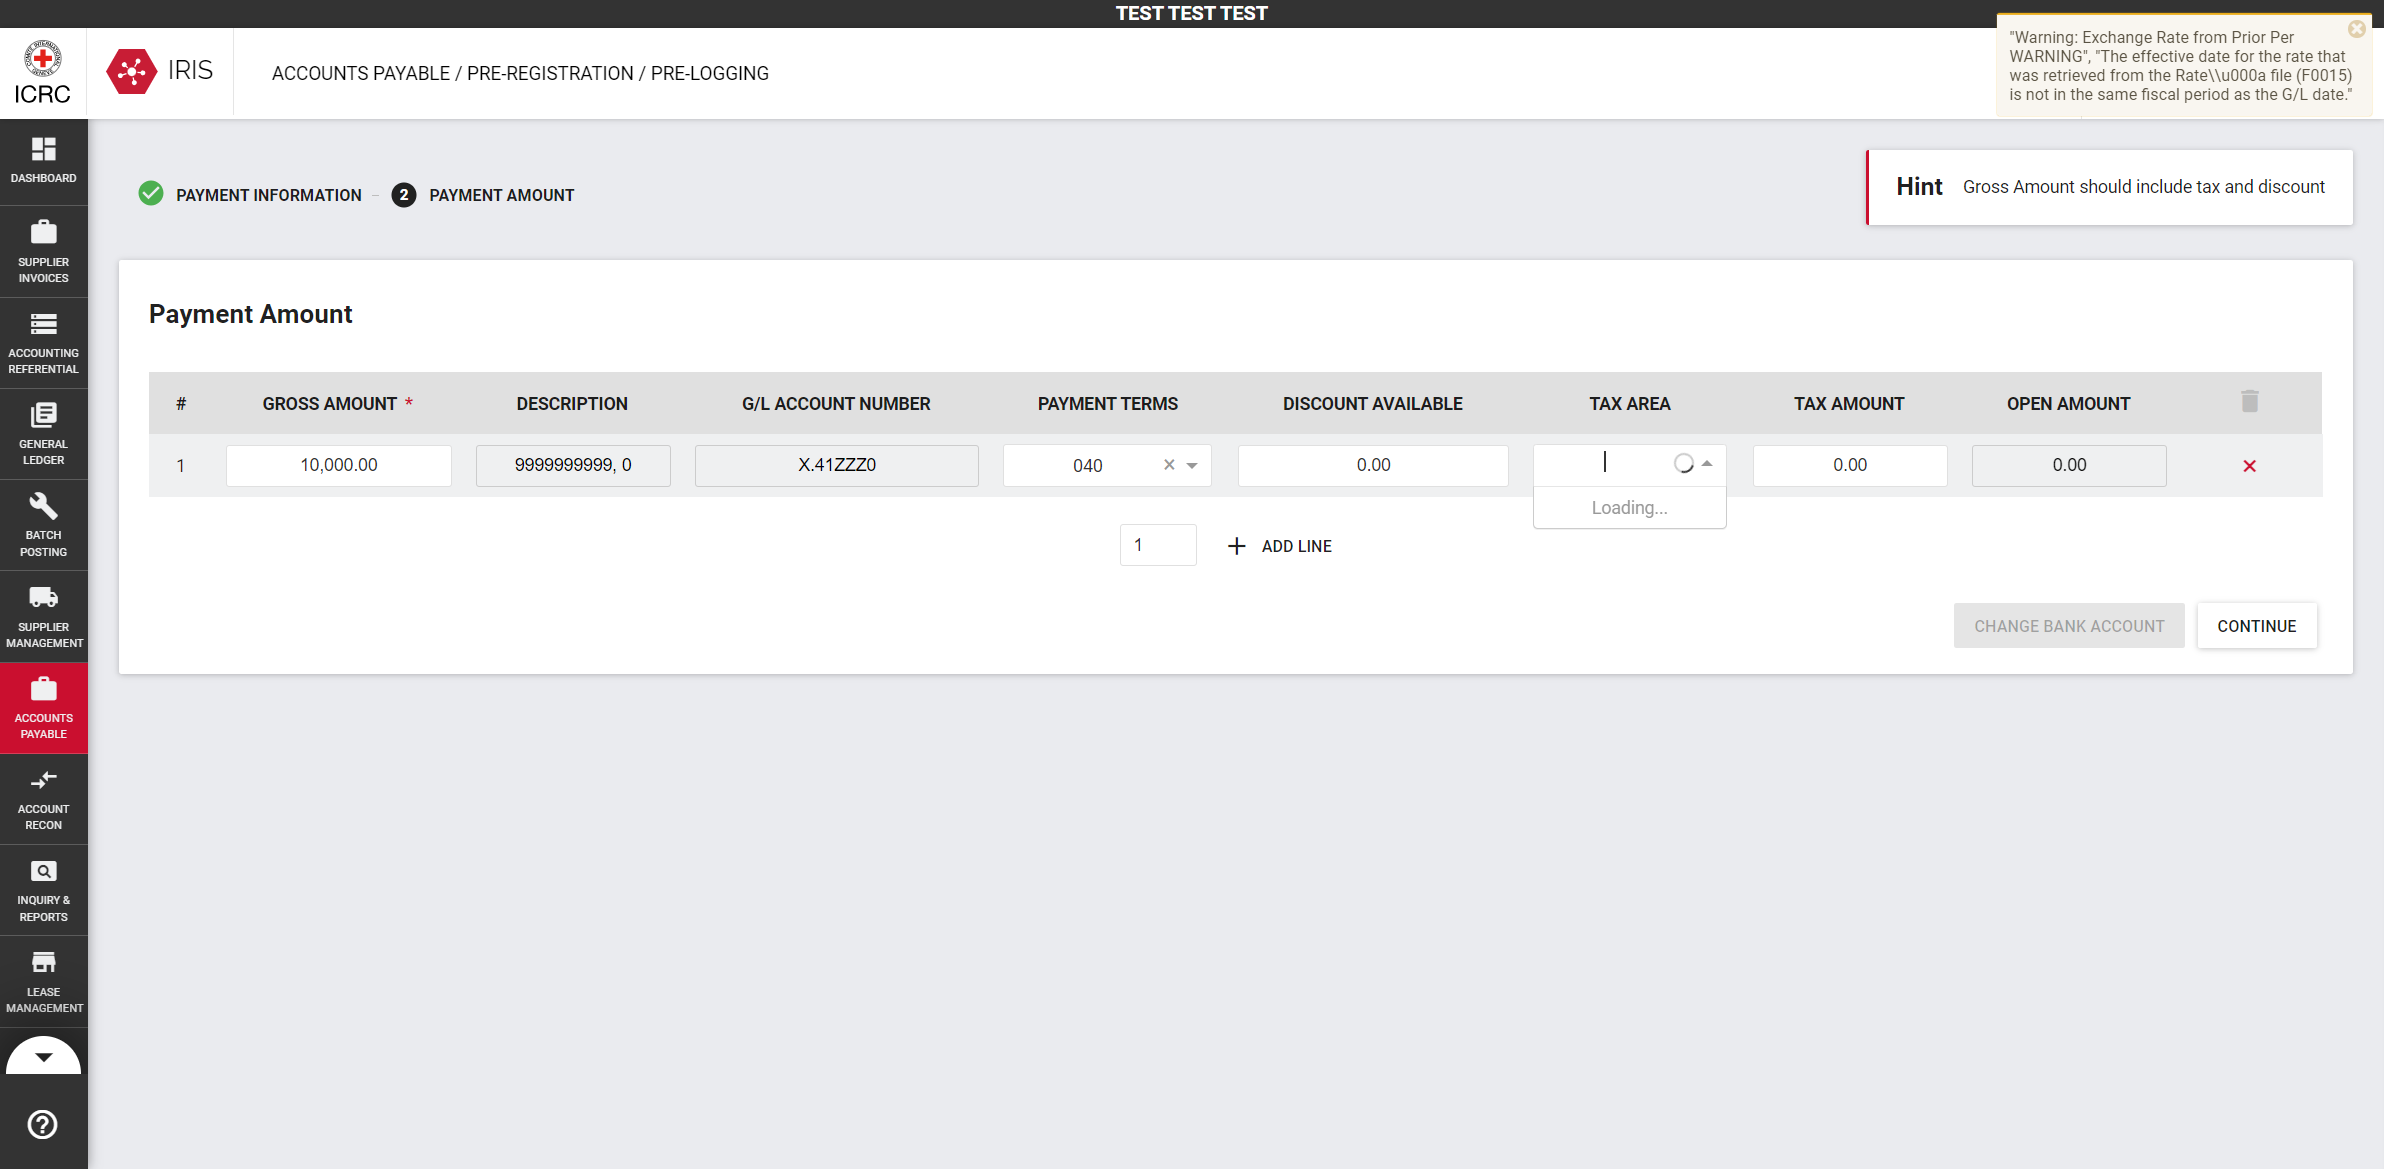 TEST TEST TEST
"Warning: Exchange Rate from Prior Per
WARNING", "The effective date for the rate that
was retrieved from the Rate\\u000a file (F0015)
is not in the same fiscal period as the G/L date."
COMITE INTERNATIONAL GENEVE
ICRC
IRIS
ACCOUNTS PAYABLE / PRE-REGISTRATION / PRE-LOGGING
DASHBOARD
SUPPLIER
INVOICES
ACCOUNTING
REFERENTIAL
GENERAL
LEDGER
BATCH
POSTING
SUPPLIER
MANAGEMENT
ACCOUNTS
PAYABLE
ACCOUNT
RECON
INQUIRY &
REPORTS
LEASE
MANAGEMENT
PAYMENT INFORMATION
2 PAYMENT AMOUNT
Hint Gross Amount should include tax and discount
Payment Amount
# GROSS AMOUNT * DESCRIPTION G/L ACCOUNT NUMBER PAYMENT TERMS DISCOUNT AVAILABLE TAX AREA TAX AMOUNT OPEN AMOUNT
1 10,000.00 9999999999, 0 X.41ZZZ0 040 0.00 0.00 0.00
Loading...
1 ADD LINE
CHANGE BANK ACCOUNT CONTINUE